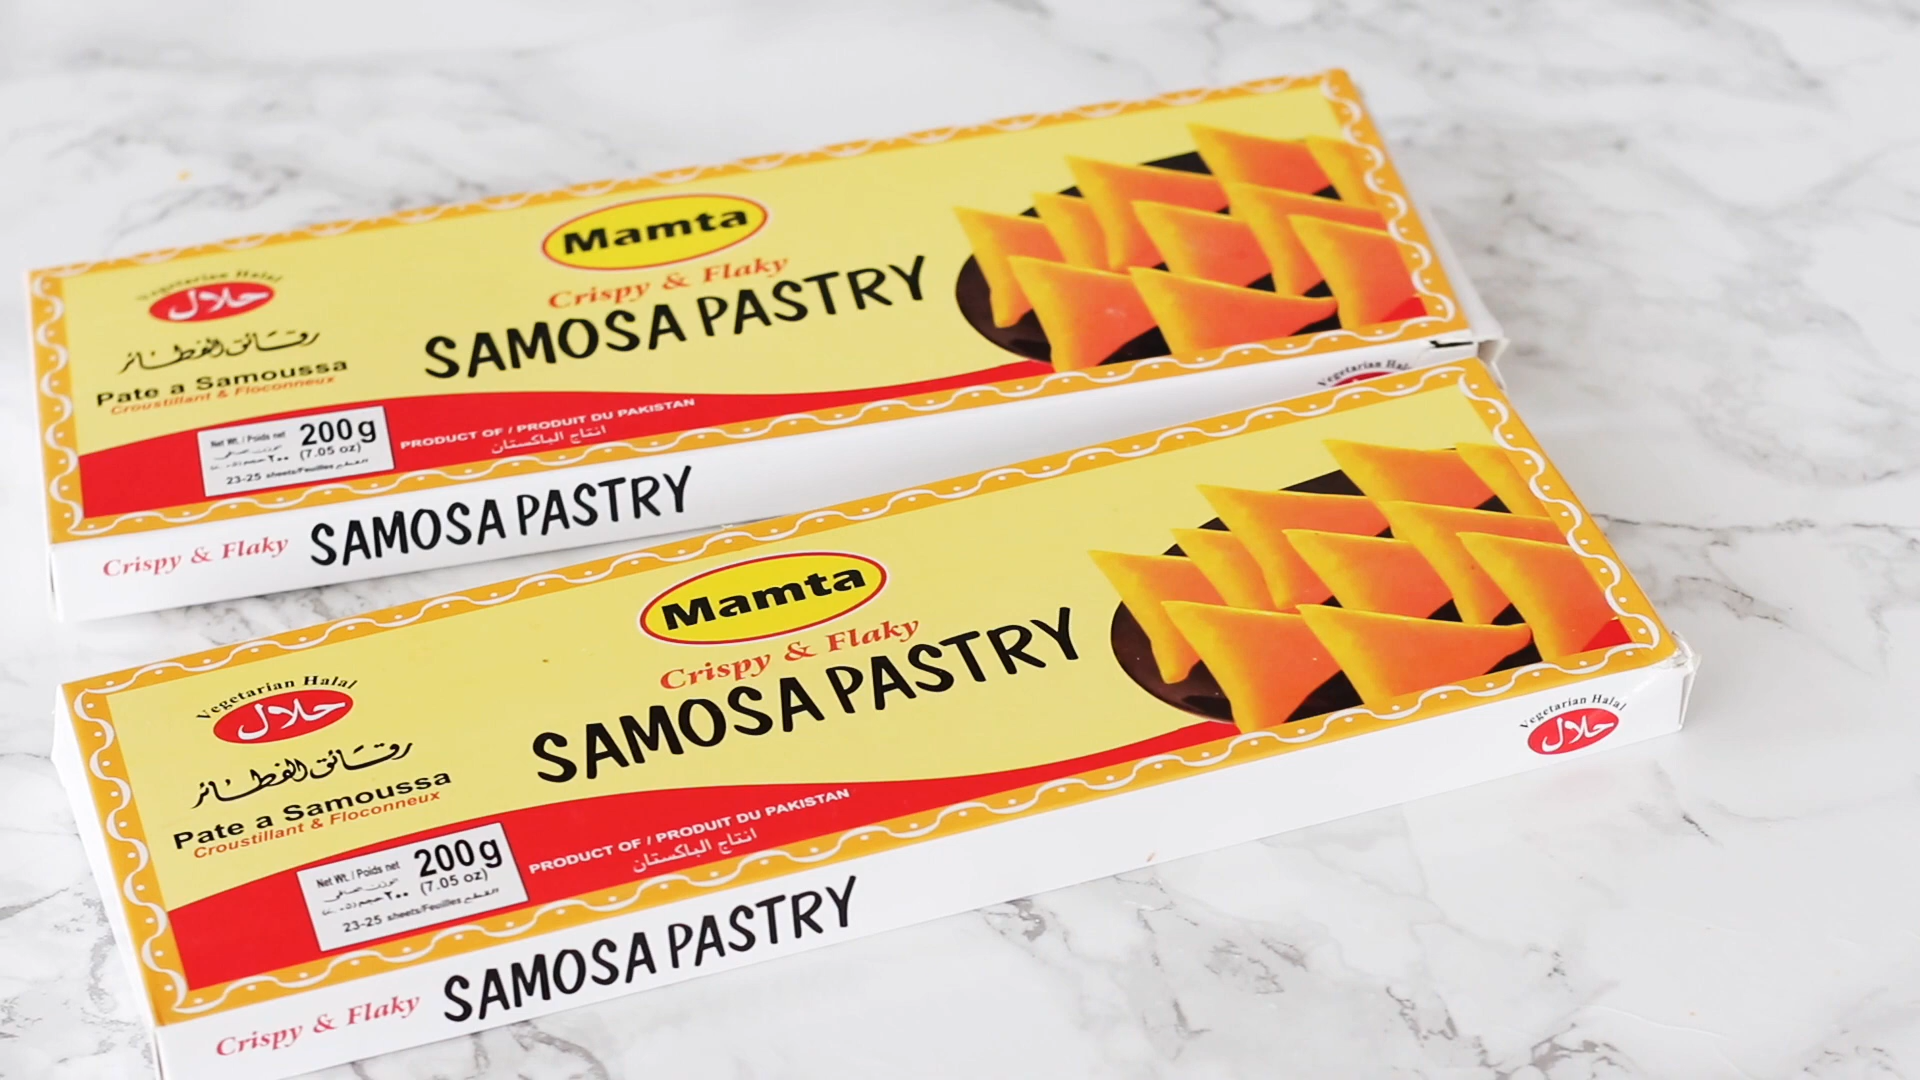 Vegetarian Halal
حلال
رقائق الفطائر
Pate a Samoussa
Croustillant & Floconneux
Mamta
Crispy & Flaky
SAMOSA PASTRY
Net Wt. / Poids net 200g
(7.05 oz)
٢٠٠
23-25 sheets/Feuilles
PRODUCT OF / PRODUIT DU PAKISTAN
انتاج الباكستان
Crispy & Flaky SAMOSA PASTRY
Vegetarian Hal
Vegetarian Halal
حلال
رقائق الفطائر
Pate a Samoussa
Croustillant & Floconneux
Mamta
Crispy & Flaky
SAMOSA PASTRY
Net Wt. / Poids net 200g
(7.05 oz)
٢٠٠
23-25 sheets/Feuilles
PRODUCT OF / PRODUIT DU PAKISTAN
انتاج الباكستان
Crispy & Flaky SAMOSA PASTRY
Vegetarian Halal
حلال